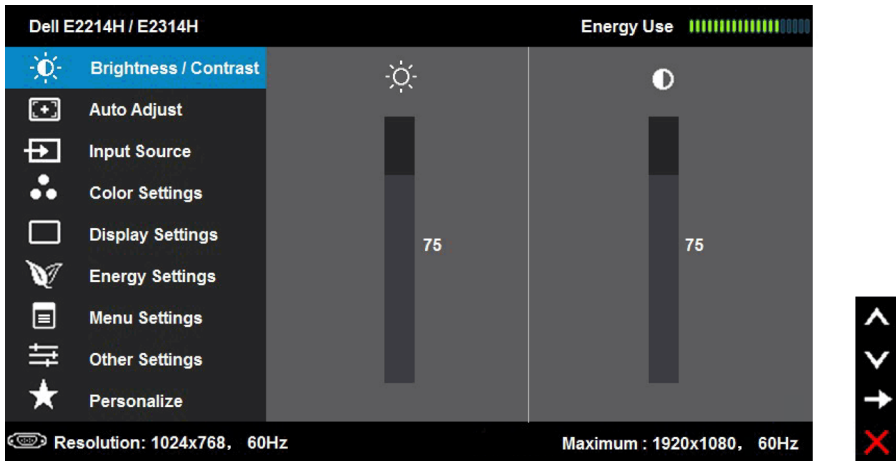 Dell E2214H / E2314H
Energy Use
Brightness / Contrast
Auto Adjust
Input Source
Color Settings
Display Settings
Energy Settings
Menu Settings
Other Settings
Personalize
75
75
Resolution: 1024x768, 60Hz
Maximum : 1920x1080, 60Hz